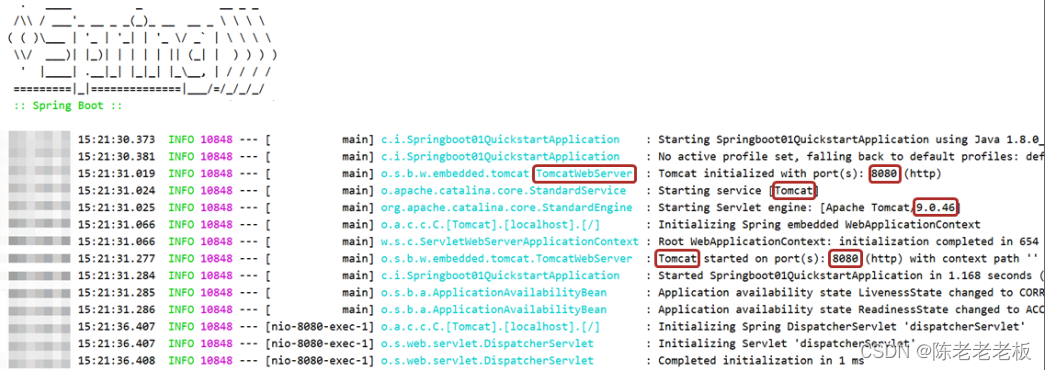 :: Spring Boot ::
15:21:30.373 INFO 10848 --- [ main] c.i.Springboot01QuickstartApplication : Starting Springboot01QuickstartApplication using Java 1.8.0_
15:21:30.381 INFO 10848 --- [ main] c.i.Springboot01QuickstartApplication : No active profile set, falling back to default profiles: def
15:21:31.019 INFO 10848 --- [ main] o.s.b.w.embedded.tomcat.TomcatWebServer : Tomcat initialized with port(s): 8080 (http)
15:21:31.024 INFO 10848 --- [ main] o.apache.catalina.core.StandardService : Starting service [Tomcat]
15:21:31.025 INFO 10848 --- [ main] org.apache.catalina.core.StandardEngine : Starting Servlet engine: [Apache Tomcat/9.0.46]
15:21:31.066 INFO 10848 --- [ main] o.a.c.c.C.[Tomcat].[localhost].[/] : Initializing Spring embedded WebApplicationContext
15:21:31.066 INFO 10848 --- [ main] w.s.c.ServletWebServerApplicationContext : Root WebApplicationContext: initialization completed in 654
15:21:31.277 INFO 10848 --- [ main] o.s.b.w.embedded.tomcat.TomcatWebServer : Tomcat started on port(s): 8080 (http) with context path ''
15:21:31.284 INFO 10848 --- [ main] c.i.Springboot01QuickstartApplication : Started Springboot01QuickstartApplication in 1.168 seconds (
15:21:31.285 INFO 10848 --- [ main] o.s.b.a.ApplicationAvailabilityBean : Application availability state LivenessState changed to CORR
15:21:31.286 INFO 10848 --- [ main] o.s.b.a.ApplicationAvailabilityBean : Application availability state ReadinessState changed to ACC
15:21:36.407 INFO 10848 --- [nio-8080-exec-1] o.a.c.c.C.[Tomcat].[localhost].[/] : Initializing Spring DispatcherServlet 'dispatcherServlet'
15:21:36.407 INFO 10848 --- [nio-8080-exec-1] o.s.web.servlet.DispatcherServlet : Initializing Servlet 'dispatcherServlet'
15:21:36.408 INFO 10848 --- [nio-8080-exec-1] o.s.web.servlet.DispatcherServlet : Completed initialization in 1 ms
CSDN @陈老老老板